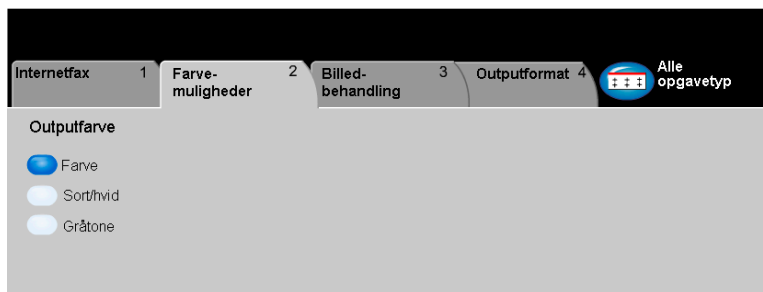 Internetfax 1
Farve-
muligheder 2
Billed-
behandling 3
Outputformat 4
Alle
opgavetyp
Outputfarve
Farve
Sort/hvid
Gråtone